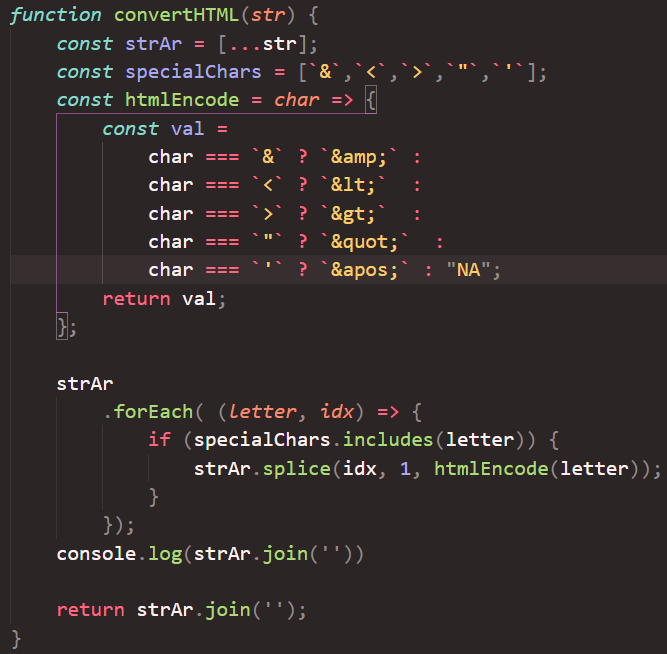 function convertHTML(str) {
    const strAr = [...str];
    const specialChars = [`&`,`<`,`>`,`"`,`'`];
    const htmlEncode = char => {
        const val =
            char === `&` ? `&amp;` :
            char === `<` ? `&lt;`  :
            char === `>` ? `&gt;`  :
            char === `"` ? `&quot;`  :
            char === `'` ? `&apos;` : "NA";
        return val;
    };

    strAr
        .forEach( (letter, idx) => {
            if (specialChars.includes(letter)) {
                strAr.splice(idx, 1, htmlEncode(letter));
            }
        });
    console.log(strAr.join(''))

    return strAr.join('');
}